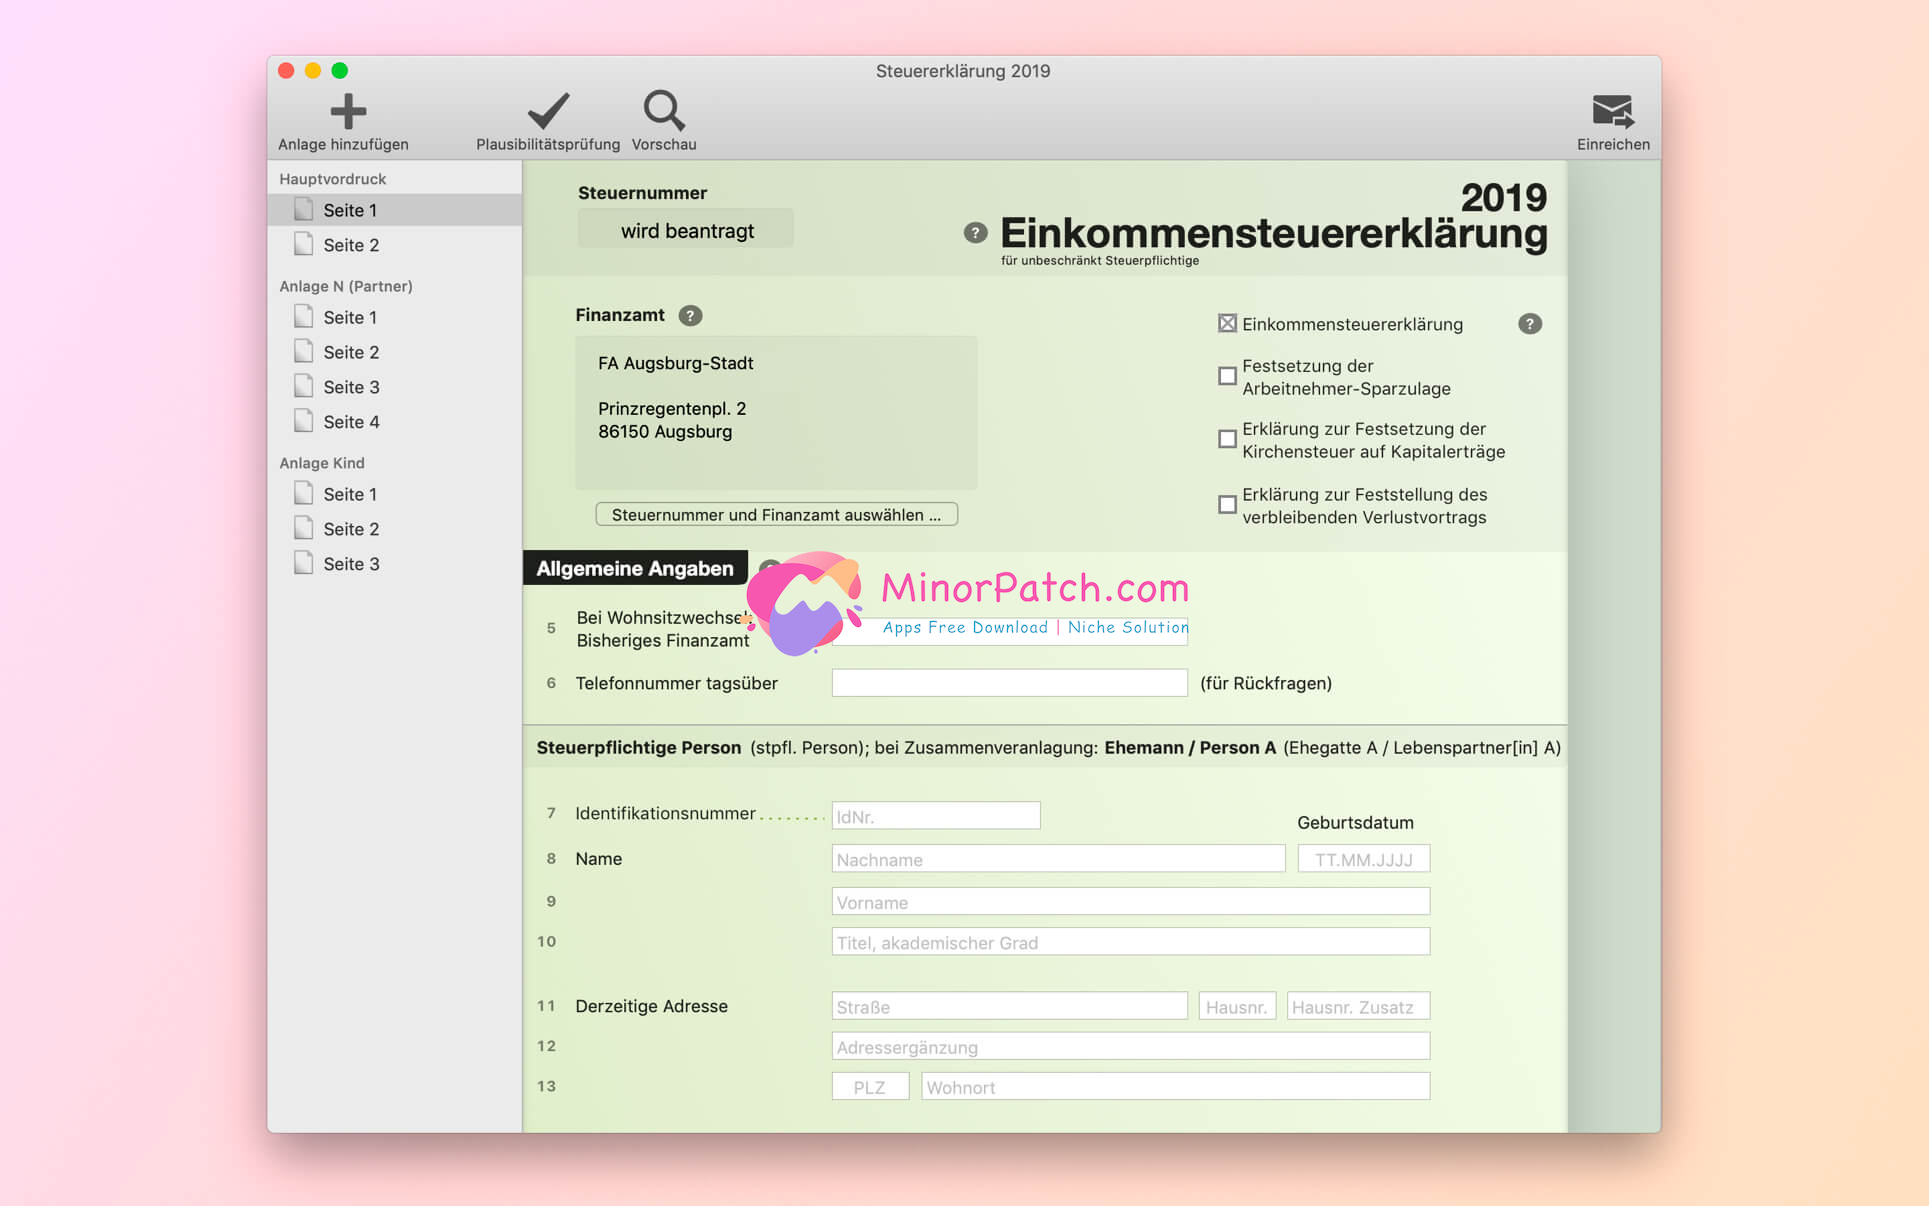 Steuererklärung 2019
Anlage hinzufügen
Plausibilitätsprüfung
Vorschau
Einreichen
Hauptvordruck
Seite 1
Seite 2
Anlage N (Partner)
Seite 1
Seite 2
Seite 3
Seite 4
Anlage Kind
Seite 1
Seite 2
Seite 3
Steuernummer
wird beantragt
2019
? Einkommensteuererklärung
für unbeschränkt Steuerpflichtige
Finanzamt ?
FA Augsburg-Stadt
Prinzregentenpl. 2
86150 Augsburg
Steuernummer und Finanzamt auswählen ...
Einkommensteuererklärung ?
Festsetzung der
Arbeitnehmer-Sparzulage
Erklärung zur Festsetzung der
Kirchensteuer auf Kapitalerträge
Erklärung zur Feststellung des
verbleibenden Verlustvortrags
Allgemeine Angaben
MinorPatch.com
Apps Free Download | Niche Solution
5 Bei Wohnsitzwechsel:
Bisheriges Finanzamt
6 Telefonnummer tagsüber (für Rückfragen)
Steuerpflichtige Person (stpfl. Person); bei Zusammenveranlagung: Ehemann / Person A (Ehegatte A / Lebenspartner[in] A)
7 Identifikationsnummer ....... IdNr.
Geburtsdatum
8 Name Nachname TT.MM.JJJJ
9 Vorname
10 Titel, akademischer Grad
11 Derzeitige Adresse Straße Hausnr. Hausnr. Zusatz
12 Adressergänzung
13 PLZ Wohnort